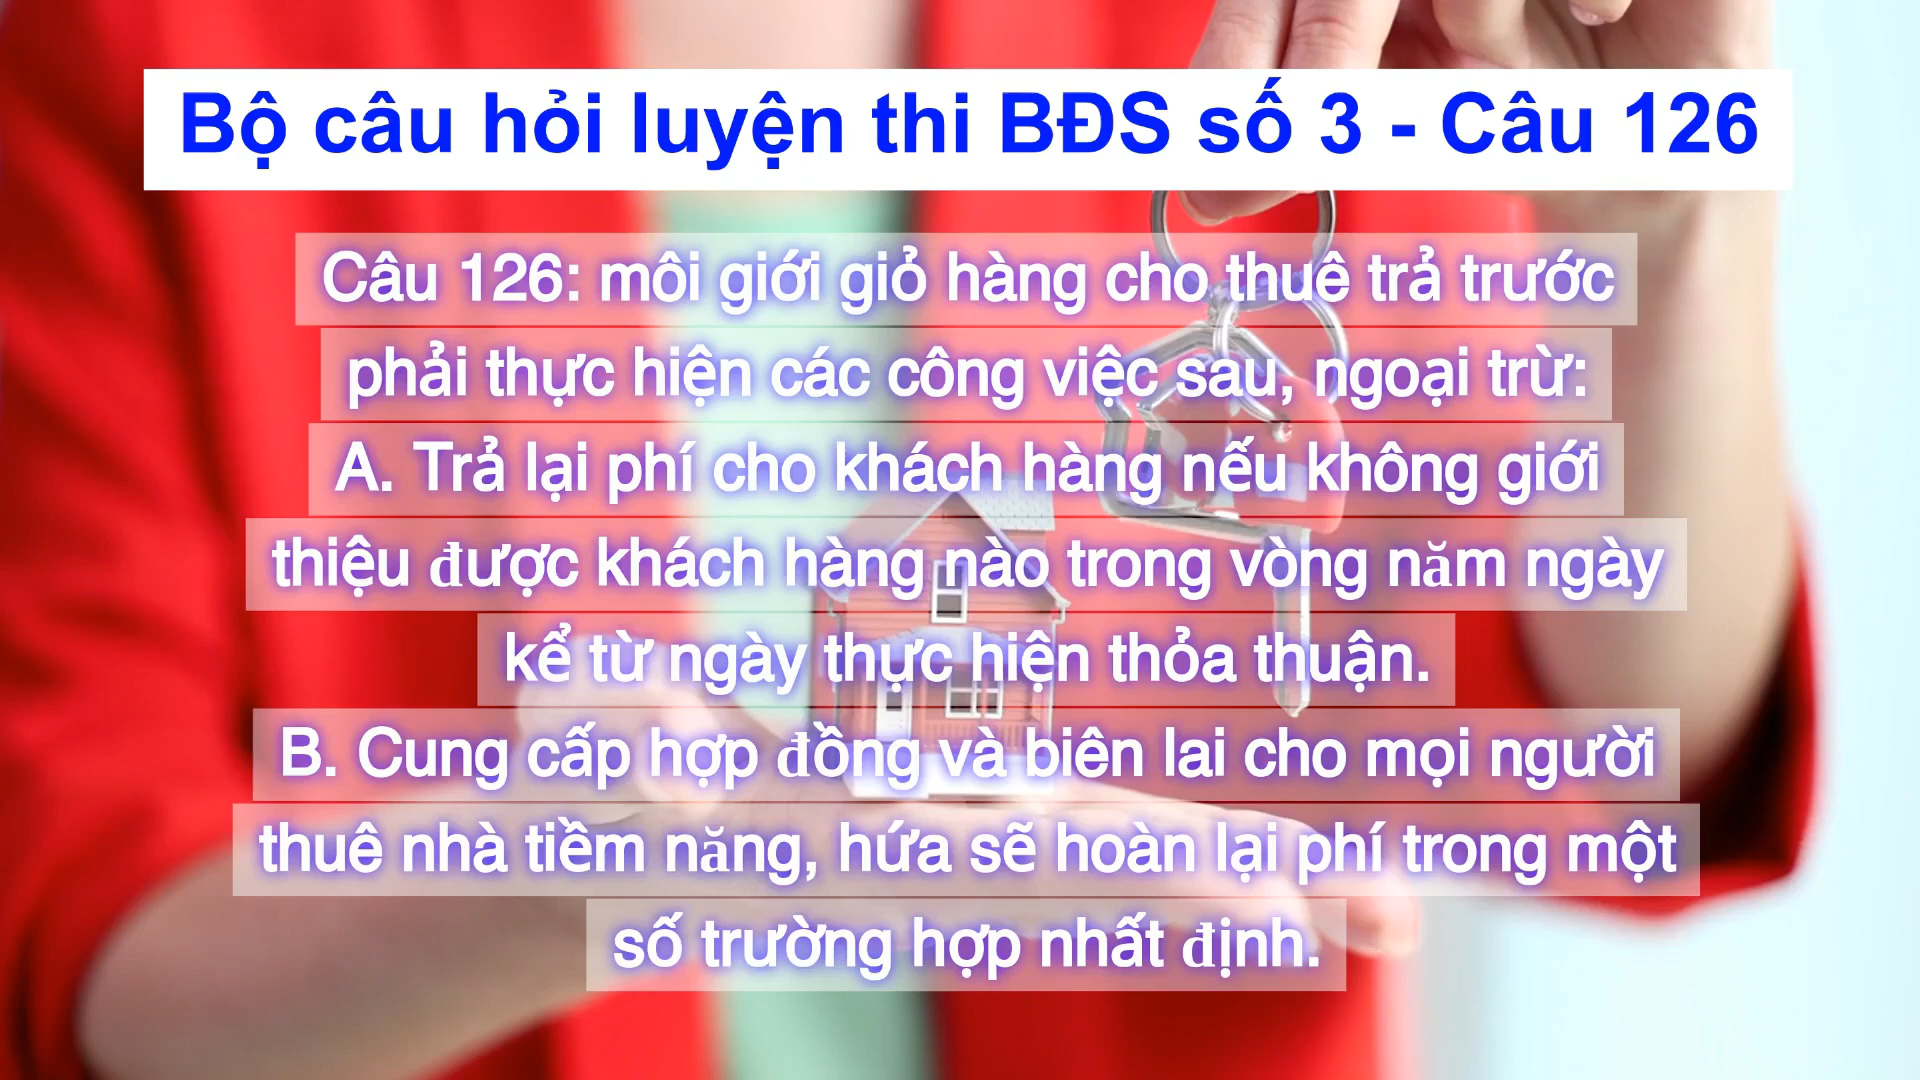 Bộ câu hỏi luyện thi BĐS số 3 - Câu 126
Câu 126: môi giới giỏ hàng cho thuê trả trước
phải thực hiện các công việc sau, ngoại trừ:
A. Trả lại phí cho khách hàng nếu không giới
thiệu được khách hàng nào trong vòng năm ngày
kể từ ngày thực hiện thỏa thuận.
B. Cung cấp hợp đồng và biên lai cho mọi người
thuê nhà tiềm năng, hứa sẽ hoàn lại phí trong một
số trường hợp nhất định.